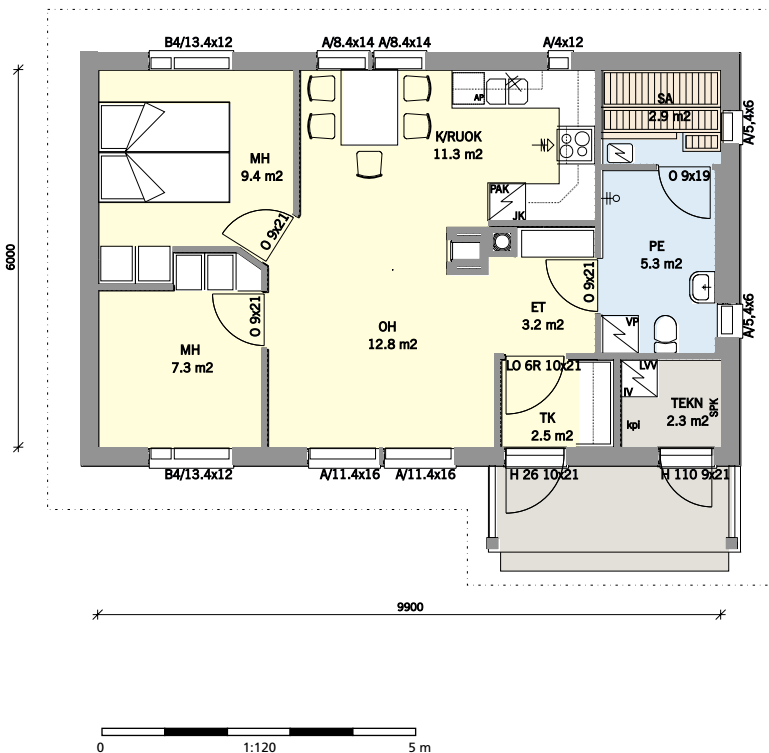 B4/13.4x12
A/8.4x14
A/8.4x14
A/4x12
AP
SA
2.9 m2
A/5,4x6
K/RUOK
11.3 m2
MH
9.4 m2
O 9x19
PAK
JK
O 9x21
PE
5.3 m2
6000
O 9x21
ET
3.2 m2
O 9x21
A/5,4x6
OH
12.8 m2
VP
MH
7.3 m2
LO 6R 10x21
LVV
IV
TEKN
2.3 m2
SPK
kpl
TK
2.5 m2
B4/13.4x12
A/11.4x16
A/11.4x16
H 26 10x21
H 110 9x21
9900
0
1:120
5 m